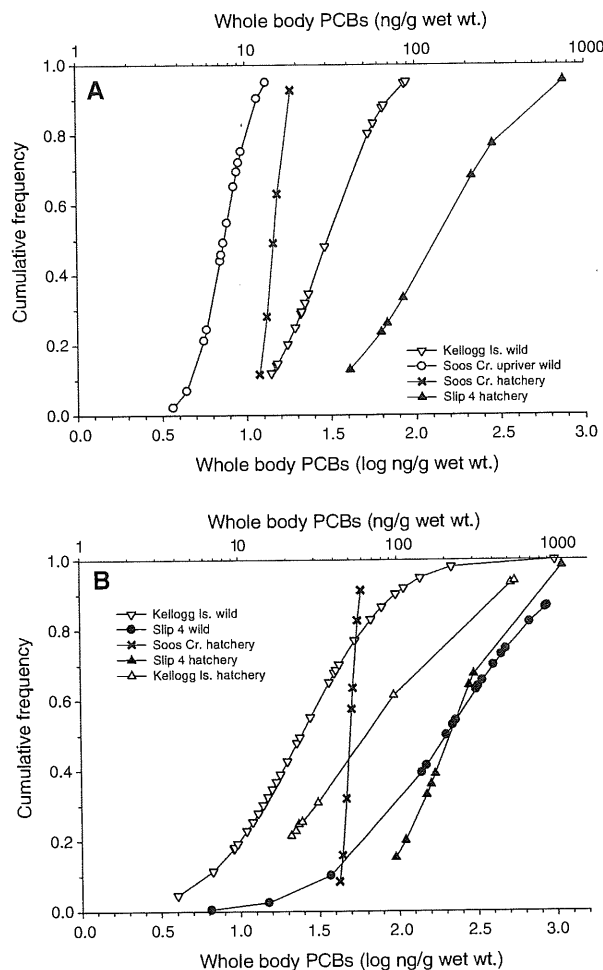 Whole body PCBs (ng/g wet wt.)
1 10 100 1000
A
1.0
0.8
0.6
0.4
0.2
0.0
Cumulative frequency
Kellogg Is. wild
Soos Cr. upriver wild
Soos Cr. hatchery
Slip 4 hatchery
0.0 0.5 1.0 1.5 2.0 2.5 3.0
Whole body PCBs (log ng/g wet wt.)
Whole body PCBs (ng/g wet wt.)
1 10 100 1000
B
1.0
0.8
0.6
0.4
0.2
0.0
Cumulative frequency
Kellogg Is. wild
Slip 4 wild
Soos Cr. hatchery
Slip 4 hatchery
Kellogg Is. hatchery
0.0 0.5 1.0 1.5 2.0 2.5 3.0
Whole body PCBs (log ng/g wet wt.)